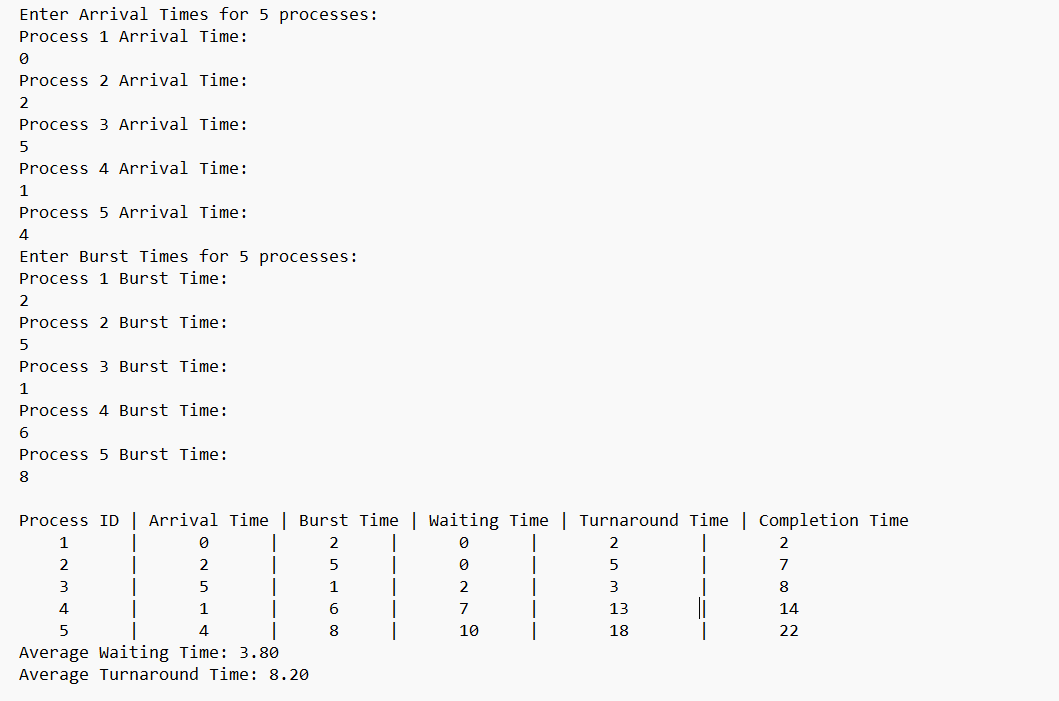 Enter Arrival Times for 5 processes:
Process 1 Arrival Time:
0
Process 2 Arrival Time:
2
Process 3 Arrival Time:
5
Process 4 Arrival Time:
1
Process 5 Arrival Time:
4
Enter Burst Times for 5 processes:
Process 1 Burst Time:
2
Process 2 Burst Time:
5
Process 3 Burst Time:
1
Process 4 Burst Time:
6
Process 5 Burst Time:
8

Process ID | Arrival Time | Burst Time | Waiting Time | Turnaround Time | Completion Time
    1      |      0      |     2     |      0      |       2        |       2
    2      |      2      |     5     |      0      |       5        |       7
    3      |      5      |     1     |      2      |       3        |       8
    4      |      1      |     6     |      7      |       13       |       14
    5      |      4      |     8     |      10     |       18       |       22
Average Waiting Time: 3.80
Average Turnaround Time: 8.20